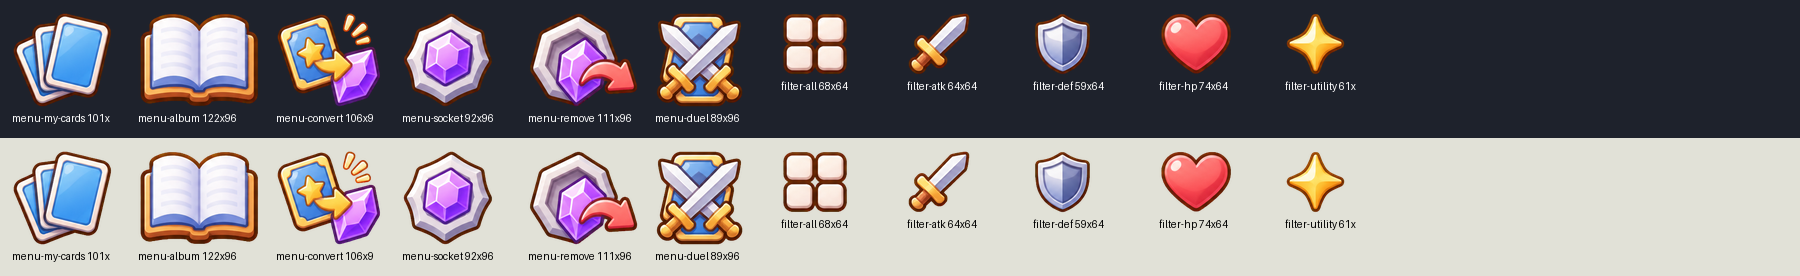 menu-my-cards 101x menu-album 122x96 menu-convert 106x9 menu-socket 92x96 menu-remove 111x96 menu-duel 89x96 filter-all 68x64 filter-atk 64x64 filter-def 59x64 filter-hp 74x64 filter-utility 61x
menu-my-cards 101x menu-album 122x96 menu-convert 106x9 menu-socket 92x96 menu-remove 111x96 menu-duel 89x96 filter-all 68x64 filter-atk 64x64 filter-def 59x64 filter-hp 74x64 filter-utility 61x